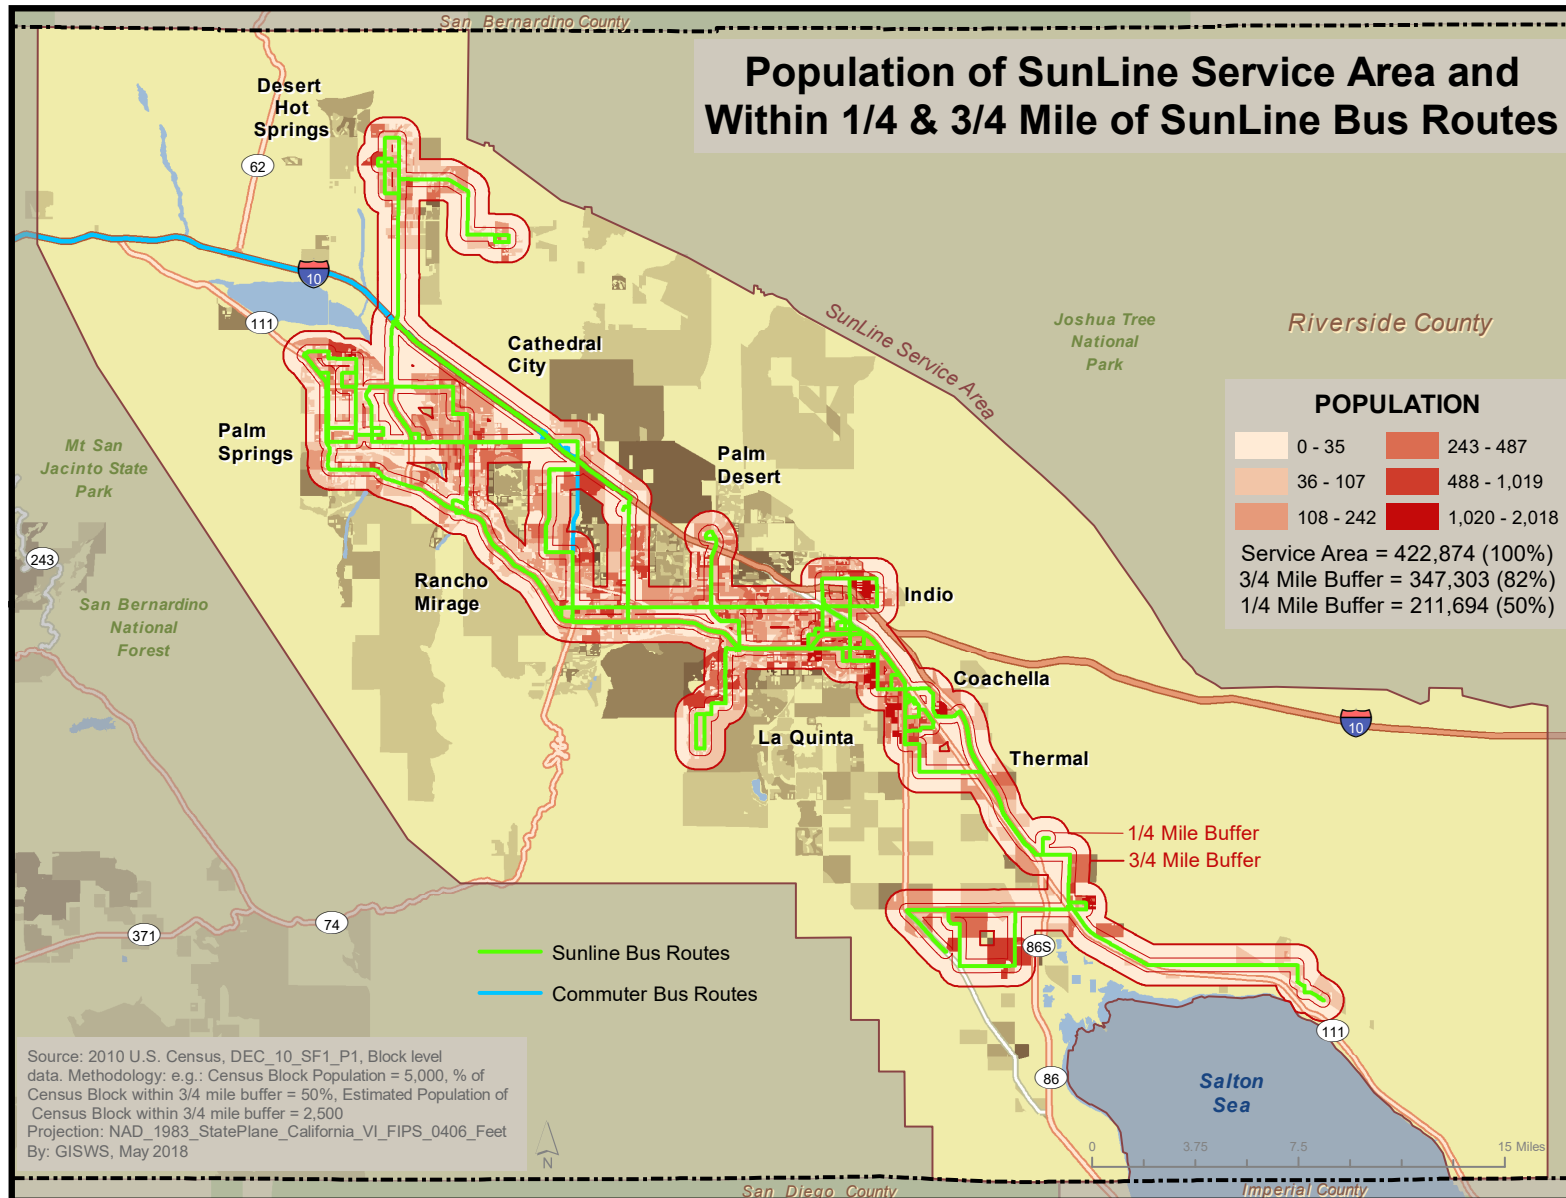 San Bernardino County
Population of SunLine Service Area and
Within 1/4 & 3/4 Mile of SunLine Bus Routes
Desert
Hot
Springs
62
10
111
Cathedral
City
SunLine Service Area
Joshua Tree
National
Park
Riverside County
POPULATION
0 - 35
243 - 487
36 - 107
488 - 1,019
108 - 242
1,020 - 2,018
Service Area = 422,874 (100%)
3/4 Mile Buffer = 347,303 (82%)
1/4 Mile Buffer = 211,694 (50%)
Palm
Springs
Mt San
Jacinto State
Park
Palm
Desert
243
Rancho
Mirage
Indio
San Bernardino
National
Forest
Coachella
10
La Quinta
Thermal
1/4 Mile Buffer
3/4 Mile Buffer
74
371
86S
Sunline Bus Routes
Commuter Bus Routes
111
86
Salton
Sea
Source: 2010 U.S. Census, DEC_10_SF1_P1, Block level
data. Methodology: e.g.: Census Block Population = 5,000, % of
Census Block within 3/4 mile buffer = 50%, Estimated Population of
Census Block within 3/4 mile buffer = 2,500
Projection: NAD_1983_StatePlane_California_VI_FIPS_0406_Feet
By: GISWS, May 2018
N
0 3.75 7.5 15 Miles
San Diego County
Imperial County